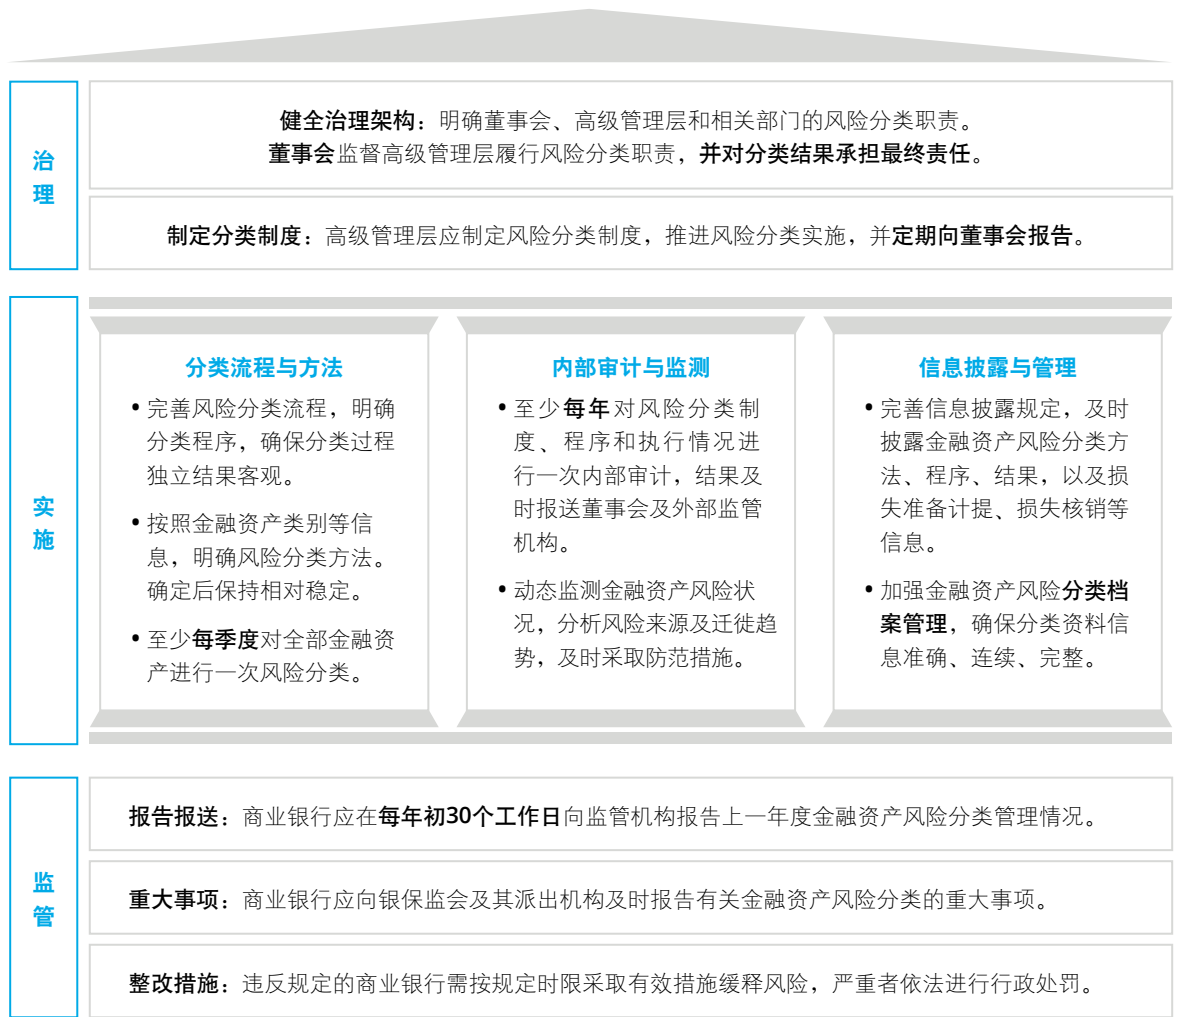 治
理
健全治理架构：明确董事会、高级管理层和相关部门的风险分类职责。
董事会监督高级管理层履行风险分类职责，并对分类结果承担最终责任。
制定分类制度：高级管理层应制定风险分类制度，推进风险分类实施，并定期向董事会报告。
实
施
分类流程与方法
•完善风险分类流程，明确
分类程序，确保分类过程
独立结果客观。
•按照金融资产类别等信
息，明确风险分类方法。
确定后保持相对稳定。
•至少每季度对全部金融资
产进行一次风险分类。
内部审计与监测
•至少每年对风险分类制
度、程序和执行情况进
行一次内部审计，结果及
时报送董事会及外部监管
机构。
•动态监测金融资产风险状
况，分析风险来源及迁徙趋
势，及时采取防范措施。
信息披露与管理
•完善信息披露规定，及时
披露金融资产风险分类方
法、程序、结果，以及损
失准备计提、损失核销等
信息。
•加强金融资产风险分类档
案管理，确保分类资料信
息准确、连续、完整。
监
管
报告报送：商业银行应在每年初30个工作日向监管机构报告上一年度金融资产风险分类管理情况。
重大事项：商业银行应向银保监会及其派出机构及时报告有关金融资产风险分类的重大事项。
整改措施：违反规定的商业银行需按规定时限采取有效措施缓释风险，严重者依法进行行政处罚。